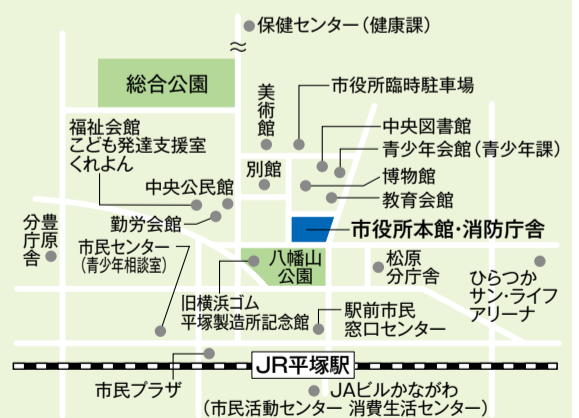 保健センター（健康課）
総合公園
美術館
市役所臨時駐車場
福祉会館
こども発達支援室
くれよん
中央図書館
青少年会館（青少年課）
別館
博物館
中央公民館
教育会館
勤労会館
市役所本館・消防庁舎
豊原
分庁舎
市民センター
（青少年相談室）
八幡山
公園
松原
分庁舎
ひらつか
サン・ライフ
アリーナ
旧横浜ゴム
平塚製造所記念館
駅前市民
窓口センター
JR平塚駅
市民プラザ
JAビルかながわ
（市民活動センター 消費生活センター）